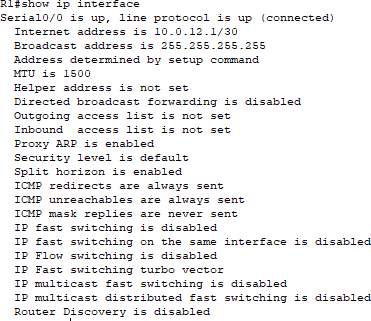 R1#show ip interface
Serial0/0 is up, line protocol is up (connected)
  Internet address is 10.0.12.1/30
  Broadcast address is 255.255.255.255
  Address determined by setup command
  MTU is 1500
  Helper address is not set
  Directed broadcast forwarding is disabled
  Outgoing access list is not set
  Inbound  access list is not set
  Proxy ARP is enabled
  Security level is default
  Split horizon is enabled
  ICMP redirects are always sent
  ICMP unreachables are always sent
  ICMP mask replies are never sent
  IP fast switching is disabled
  IP fast switching on the same interface is disabled
  IP Flow switching is disabled
  IP Fast switching turbo vector
  IP multicast fast switching is disabled
  IP multicast distributed fast switching is disabled
  Router Discovery is disabled